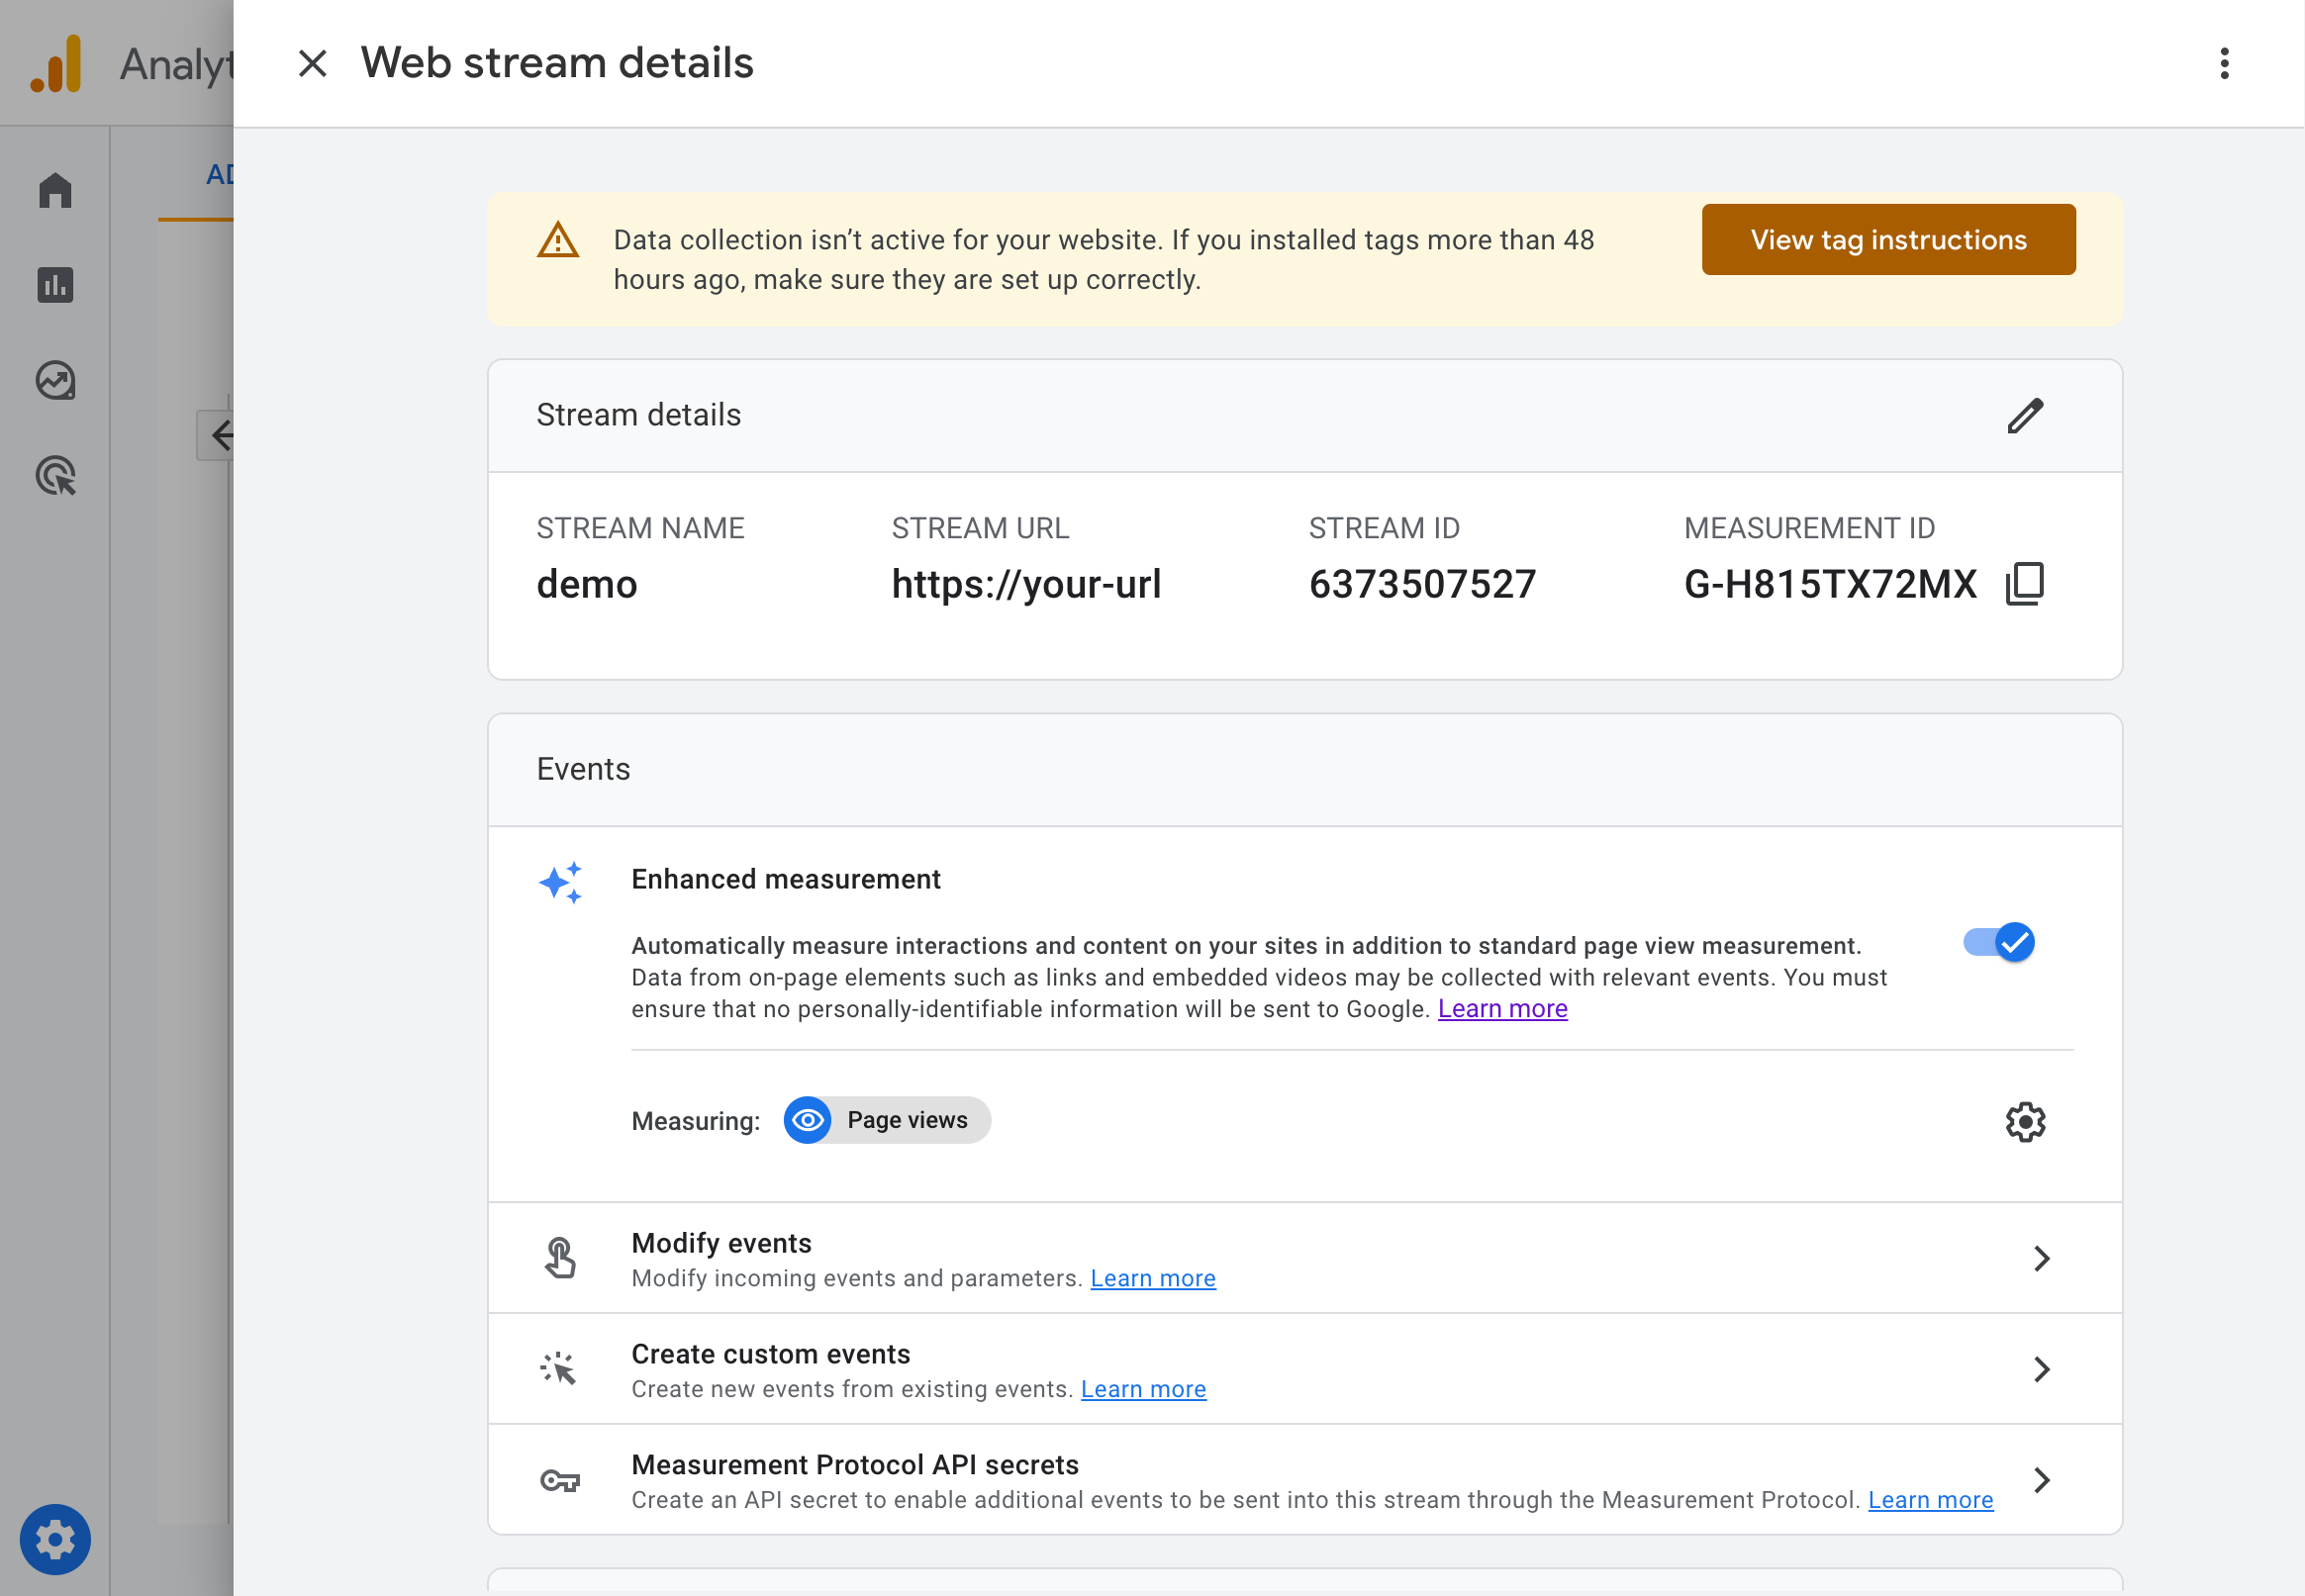 Analyt
Web stream details
AD
Data collection isn’t active for your website. If you installed tags more than 48
hours ago, make sure they are set up correctly.
View tag instructions
Stream details
STREAM NAME
demo
STREAM URL
https://your-url
STREAM ID
6373507527
MEASUREMENT ID
G-H815TX72MX
Events
Enhanced measurement
Automatically measure interactions and content on your sites in addition to standard page view measurement.
Data from on-page elements such as links and embedded videos may be collected with relevant events. You must
ensure that no personally-identifiable information will be sent to Google. Learn more
Measuring: Page views
Modify events
Modify incoming events and parameters. Learn more
Create custom events
Create new events from existing events. Learn more
Measurement Protocol API secrets
Create an API secret to enable additional events to be sent into this stream through the Measurement Protocol. Learn more